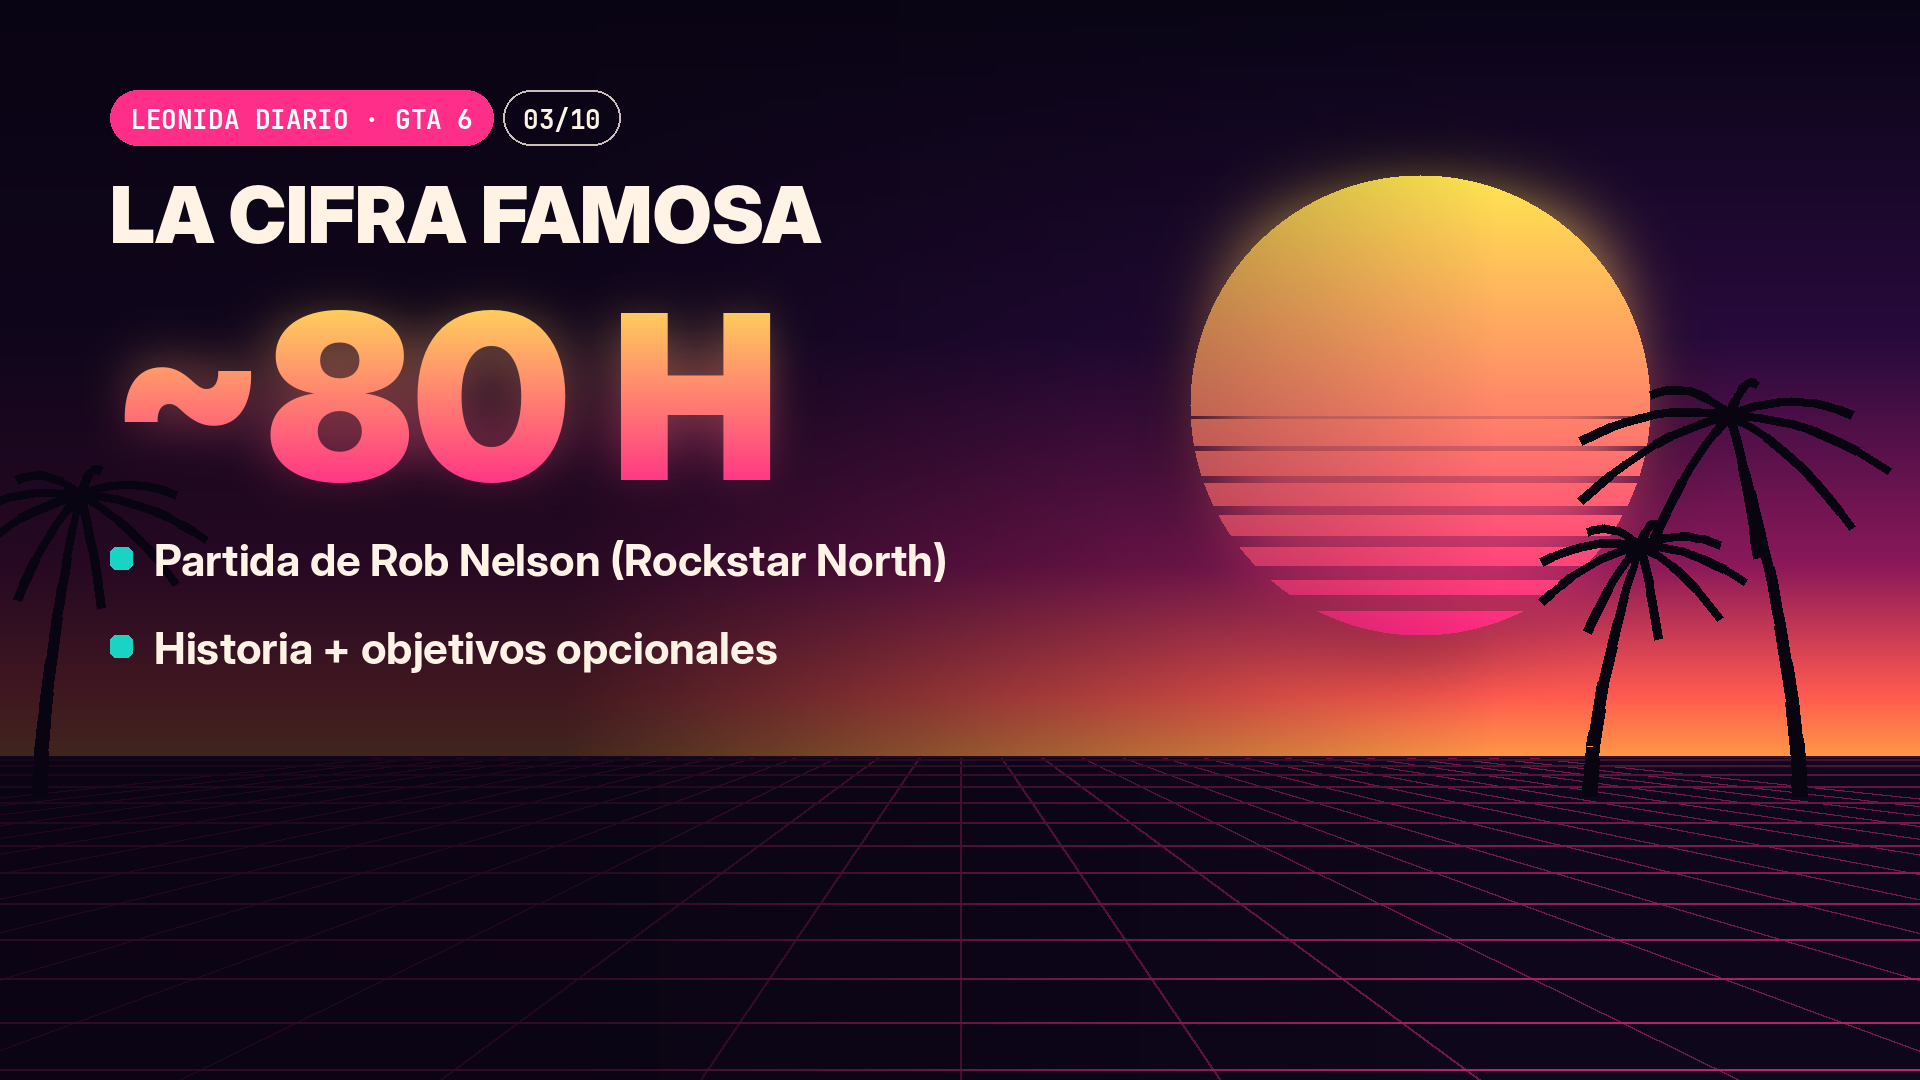 LEONIDA DIARIO · GTA 6
03/10
LA CIFRA FAMOSA
~80 H
Partida de Rob Nelson (Rockstar North)
Historia + objetivos opcionales